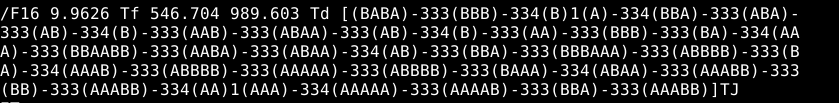 /F16 9.9626 Tf 546.704 989.603 Td [(BABA)-333(BBB)-334(B)1(A)-334(BBA)-333(ABA)-
333(AB)-334(B)-333(AAB)-333(ABAA)-333(AB)-334(B)-333(AA)-333(BBB)-333(BA)-334(AA
A)-333(BBAABB)-333(AABA)-333(ABAA)-334(AB)-333(BBA)-333(BBBAAA)-333(ABBBB)-333(B
A)-334(AAAB)-333(ABBBB)-333(AAAAA)-333(ABBBB)-333(BAAA)-334(ABAA)-333(AAABB)-333
(BB)-333(AAABB)-334(AA)1(AAA)-334(AAAAA)-333(AAAAB)-333(BBA)-333(AAABB)]TJ